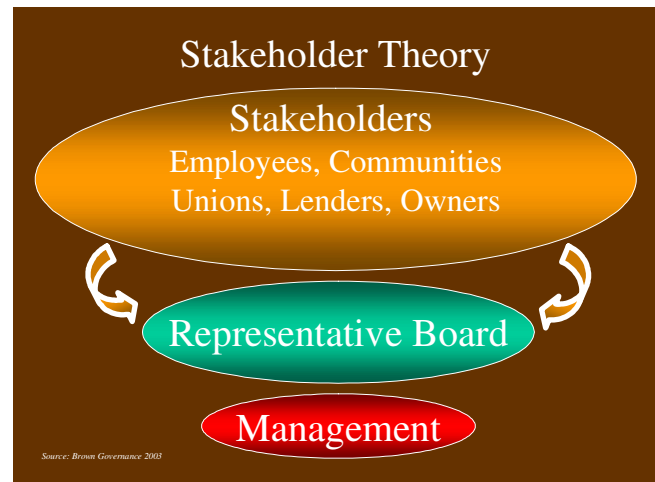 Stakeholder Theory
Stakeholders
Employees, Communities
Unions, Lenders, Owners
Representative Board
Management
Source: Brown Governance 2003